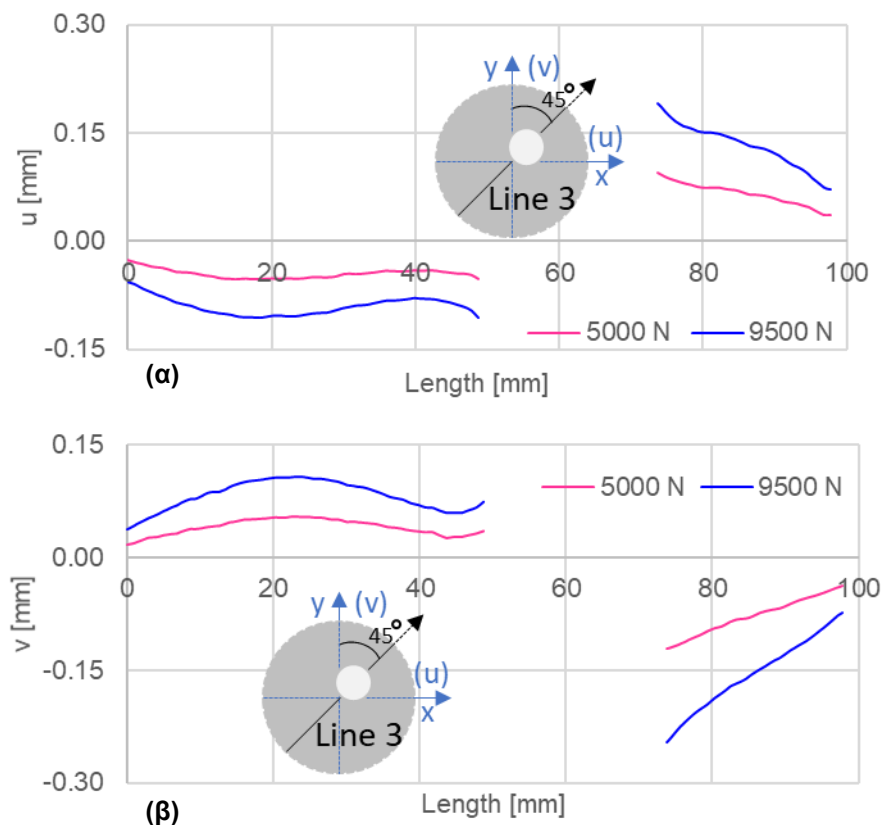 0.30
y (v)
45°
0.15
(u)
x
u [mm]
Line 3
0.00
0 20 40 60 80 100
5000 N 9500 N
-0.15
(α)
Length [mm]
0.15
5000 N 9500 N
0.00
0 20 40 60 80 100
v [mm]
y (v)
45°
-0.15
(u)
x
Line 3
-0.30
(β)
Length [mm]